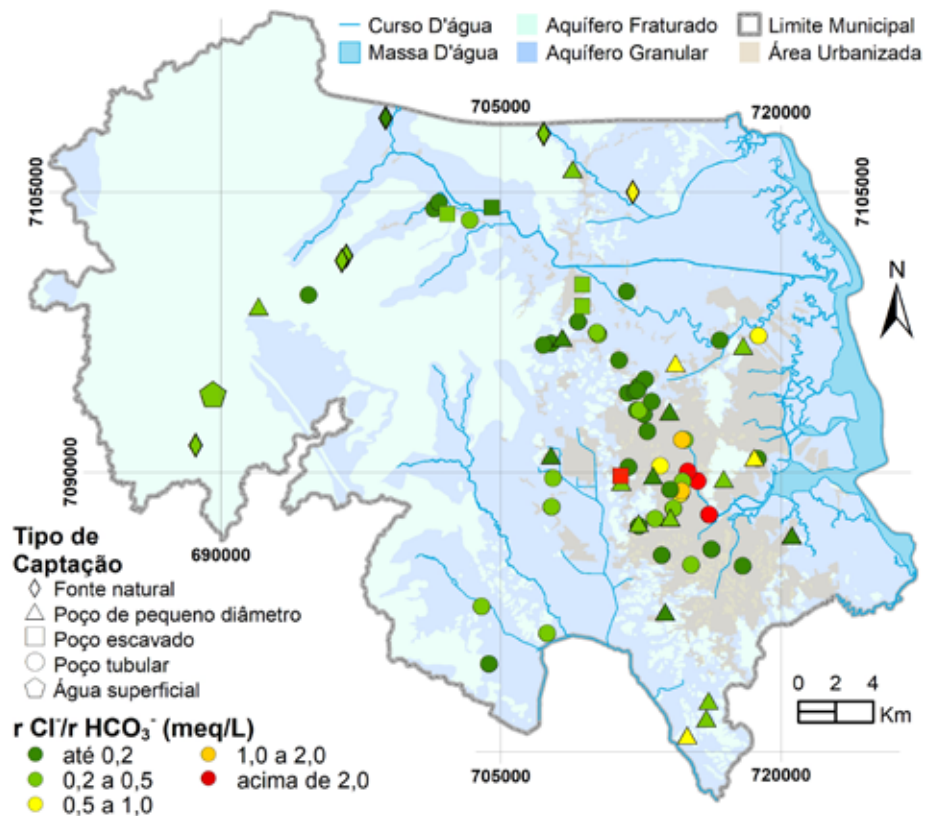 Curso D'água
Aquífero Fraturado
Limite Municipal
Massa D'água
Aquífero Granular
Área Urbanizada
705000
720000
7105000
7105000
N
7090000
7090000
690000
Tipo de
Captação
Fonte natural
Poço de pequeno diâmetro
Poço escavado
Poço tubular
Água superficial
0 2 4
Km
r Cl⁻/r HCO₃⁻ (meq/L)
até 0,2
1,0 a 2,0
0,2 a 0,5
acima de 2,0
0,5 a 1,0
705000
720000